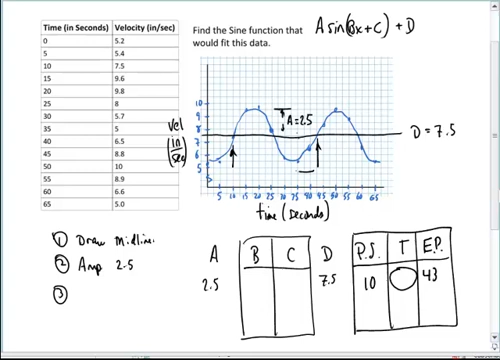 Time (in Seconds) Velocity (in/sec)
0 5.2
5 5.4
10 7.5
15 9.6
20 9.8
25 8
30 5.7
35 5
40 6.5
45 8.8
50 10
55 8.9
60 6.6
65 5.0
Find the Sine function that
would fit this data.
A sin(Bx+C) + D
10
9
8
7
6
5
A=2.5
D = 7.5
Vel
(in/sec)
5 10 15 20 25 30 35 40 45 50 55 60 65
time (seconds)
① Draw Midline
② Amp 2.5
③
A B C D
2.5 7.5
P.S. T E.P.
10 43